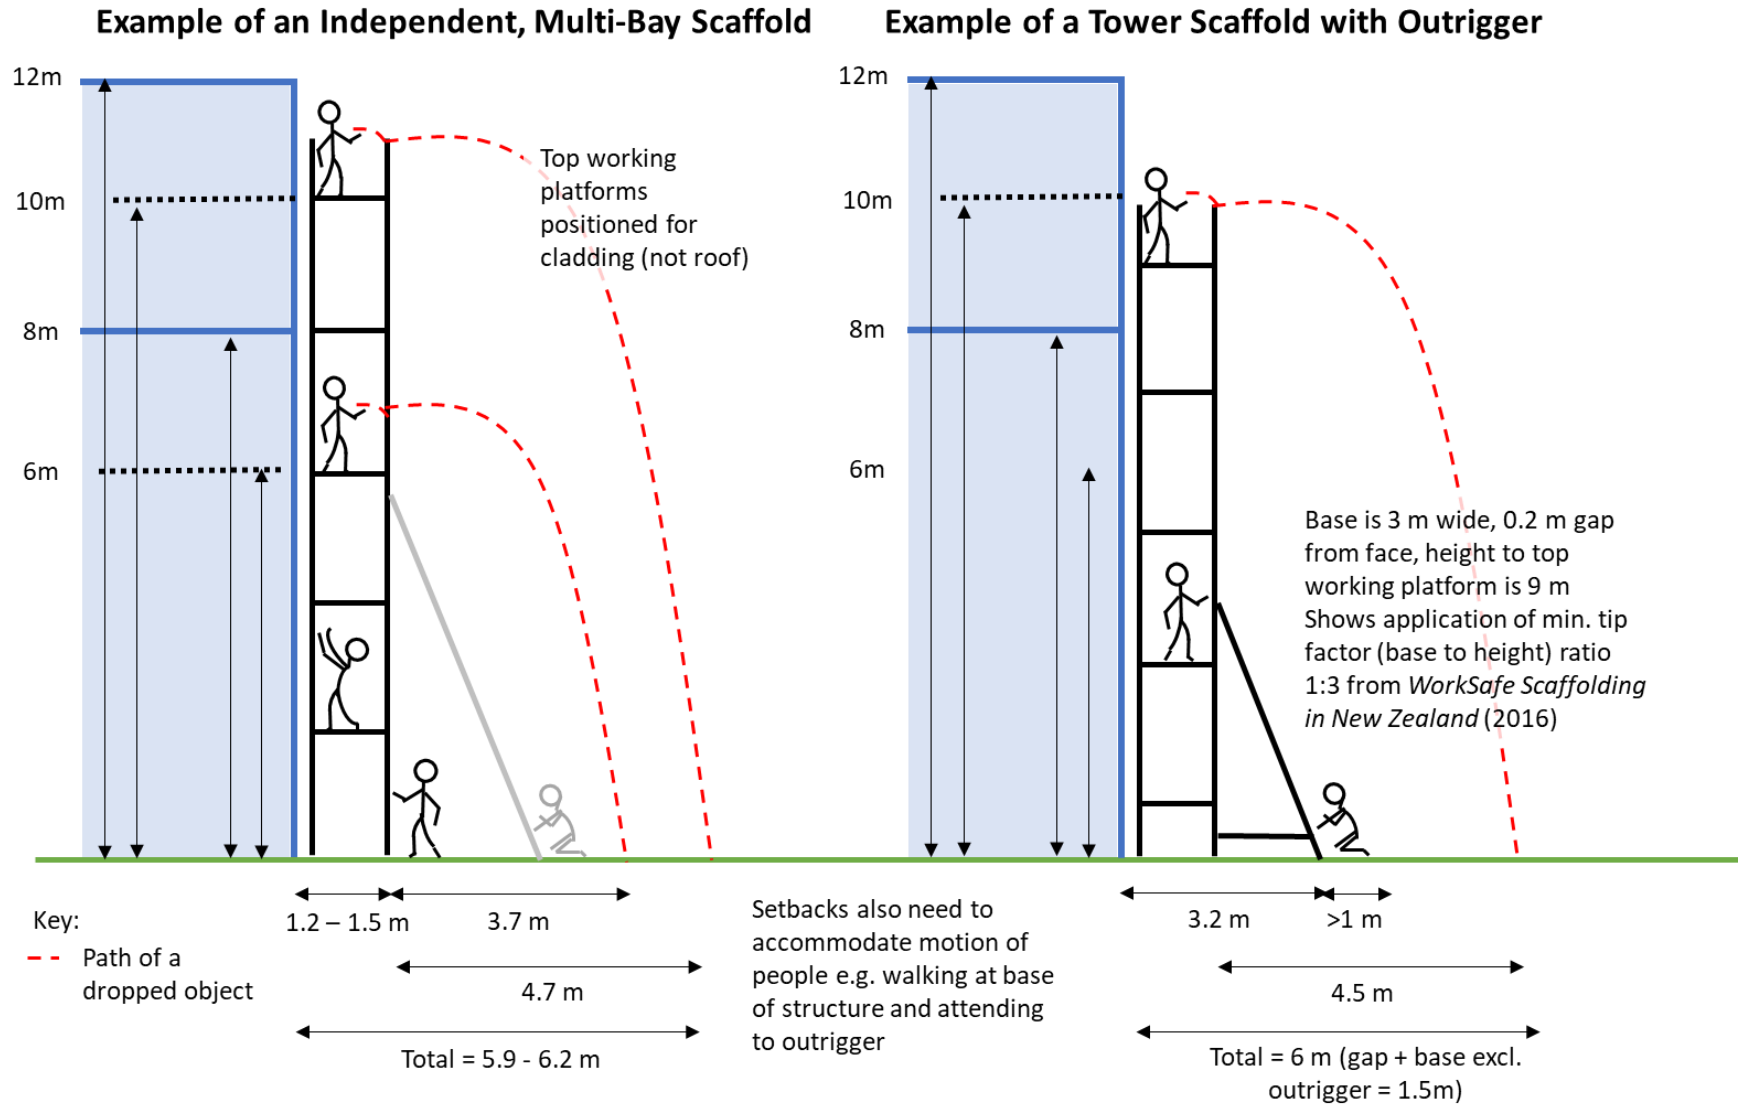 Example of an Independent, Multi-Bay Scaffold
12m
10m
8m
6m
Top working
platforms
positioned for
cladding (not roof)
1.2 – 1.5 m
3.7 m
4.7 m
Total = 5.9 - 6.2 m
Key:
Path of a
dropped object
Setbacks also need to
accommodate motion of
people e.g. walking at base
of structure and attending
to outrigger
Example of a Tower Scaffold with Outrigger
12m
10m
8m
6m
Base is 3 m wide, 0.2 m gap
from face, height to top
working platform is 9 m
Shows application of min. tip
factor (base to height) ratio
1:3 from WorkSafe Scaffolding
in New Zealand (2016)
3.2 m
>1 m
4.5 m
Total = 6 m (gap + base excl.
outrigger = 1.5m)